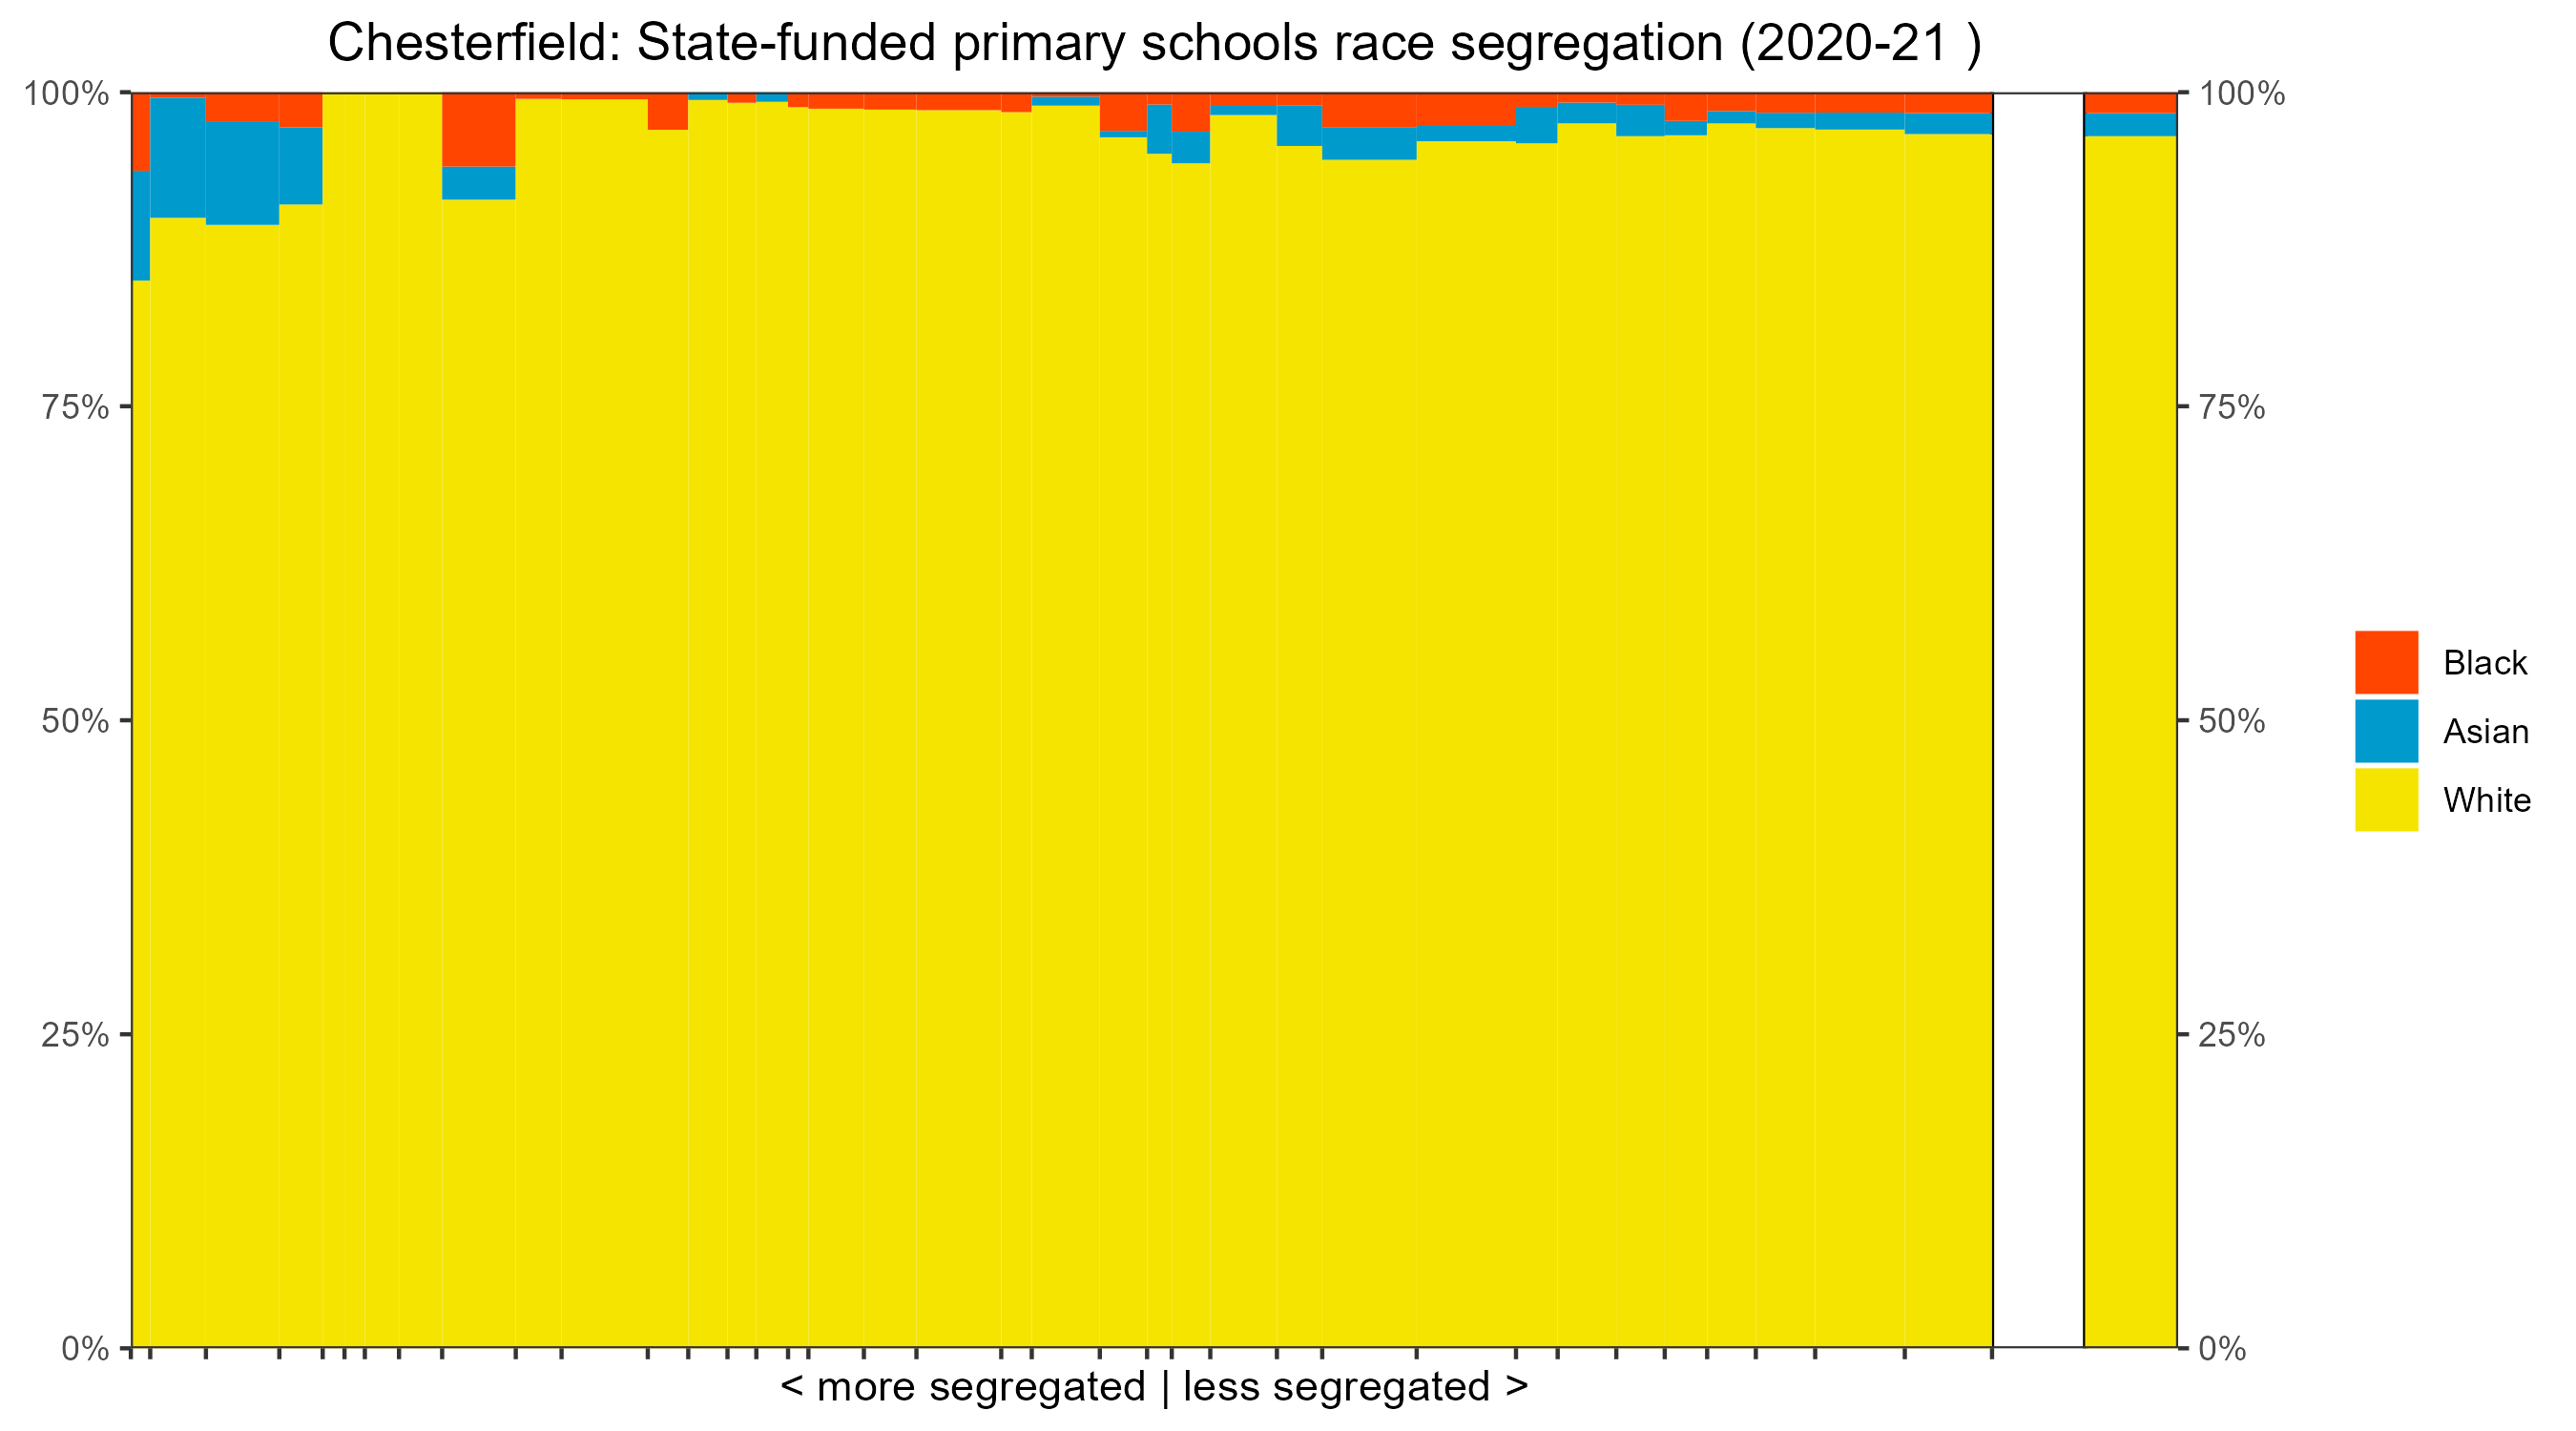 Chesterfield: State-funded primary schools race segregation (2020-21 )
100%
75%
50%
25%
0%
100%
75%
50%
25%
0%
Black
Asian
White
< more segregated | less segregated >